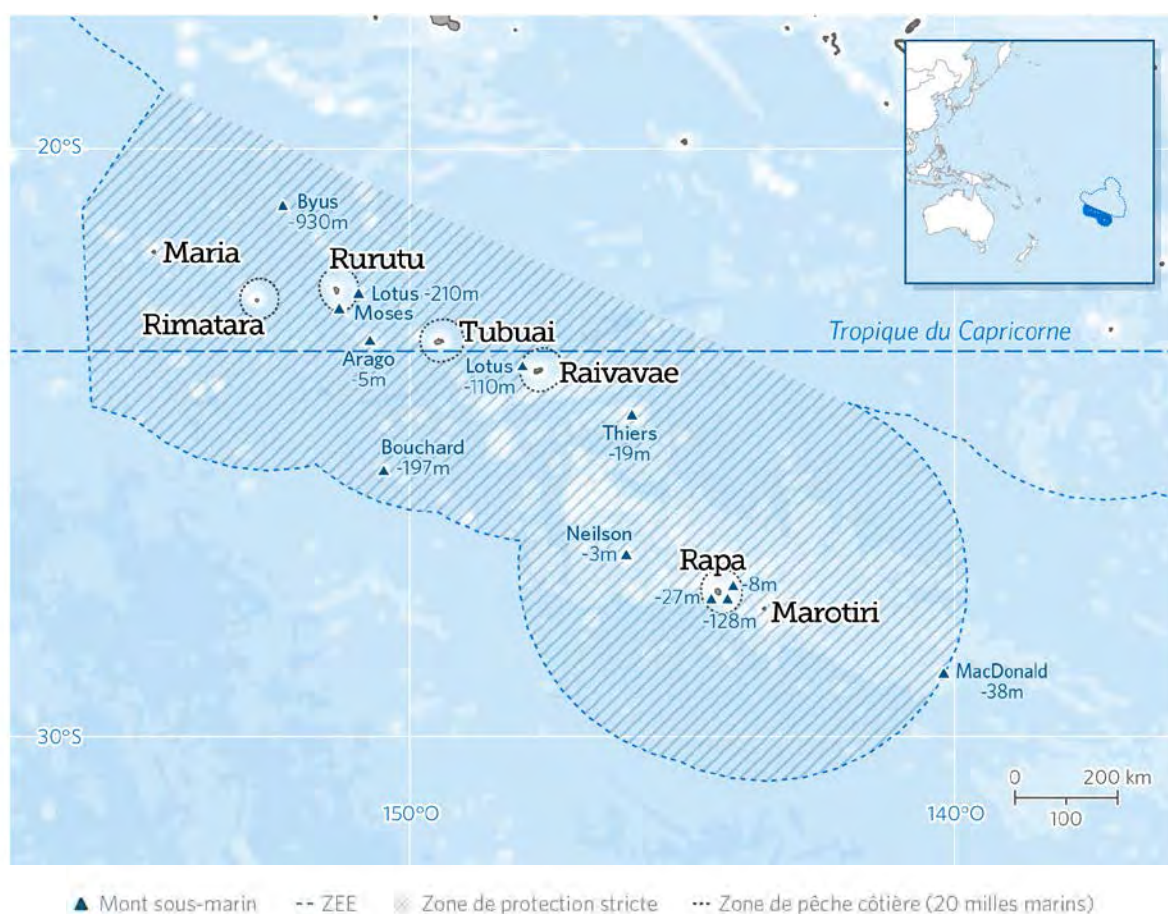 20°S
Byus
-930m
Maria
Rurutu
Lotus -210m
Moses
Rimatara
Tubuai
Tropique du Capricorne
Arago
-5m
Lotus
-110m
Raivavae
Thiers
-19m
Bouchard
-197m
Neilson
-3m
Rapa
-8m
-27m
-128m
Marotiri
MacDonald
-38m
30°S
0 200 km
100
150°O
140°O
Mont sous-marin -- ZEE Zone de protection stricte Zone de pêche côtière (20 milles marins)